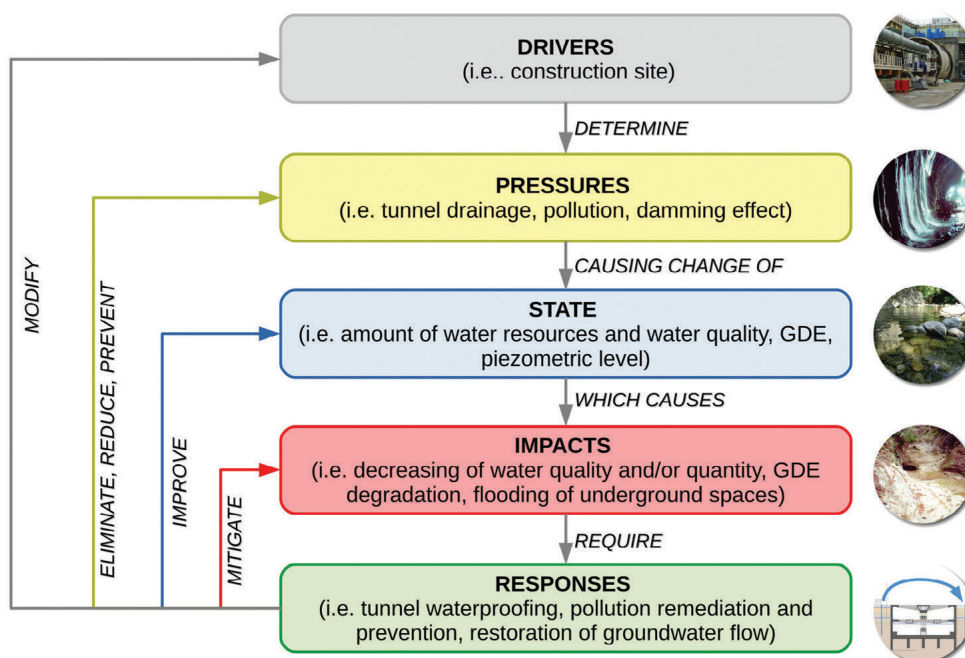 DRIVERS
(i.e.. construction site)
DETERMINE
PRESSURES
(i.e. tunnel drainage, pollution, damming effect)
CAUSING CHANGE OF
STATE
(i.e. amount of water resources and water quality, GDE,
piezometric level)
WHICH CAUSES
IMPACTS
(i.e. decreasing of water quality and/or quantity, GDE
degradation, flooding of underground spaces)
REQUIRE
RESPONSES
(i.e. tunnel waterproofing, pollution remediation and
prevention, restoration of groundwater flow)
MODIFY
ELIMINATE, REDUCE, PREVENT
IMPROVE
MITIGATE